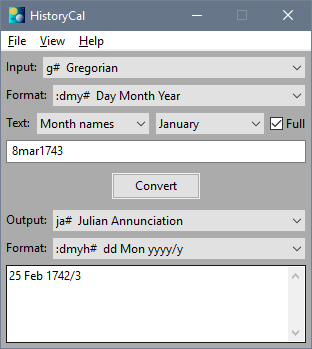 HistoryCal
File View Help
Input: g# Gregorian
Format: :dmy# Day Month Year
Text: Month names January Full
8mar1743
Convert
Output: ja# Julian Annunciation
Format: :dmyh# dd Mon yyyy/y
25 Feb 1742/3